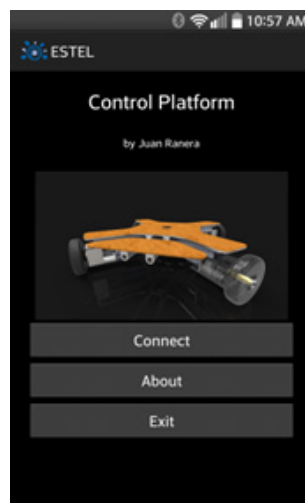 10:57 AM
ESTEL
Control Platform
by Juan Ranera
Connect
About
Exit